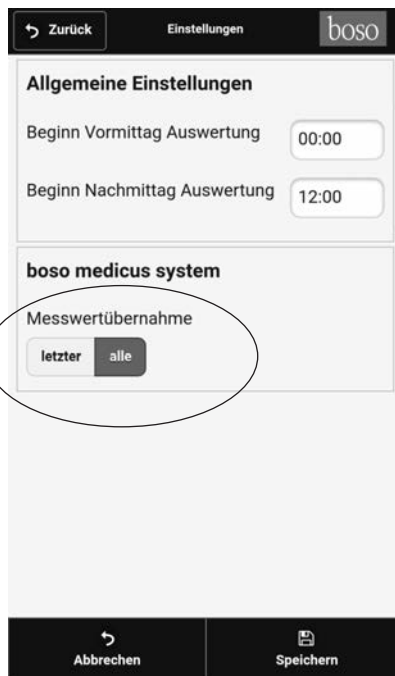 Zurück
Einstellungen
boso
Allgemeine Einstellungen
Beginn Vormittag Auswertung
00:00
Beginn Nachmittag Auswertung
12:00
boso medicus system
Messwertübernahme
letzter alle
Abbrechen
Speichern